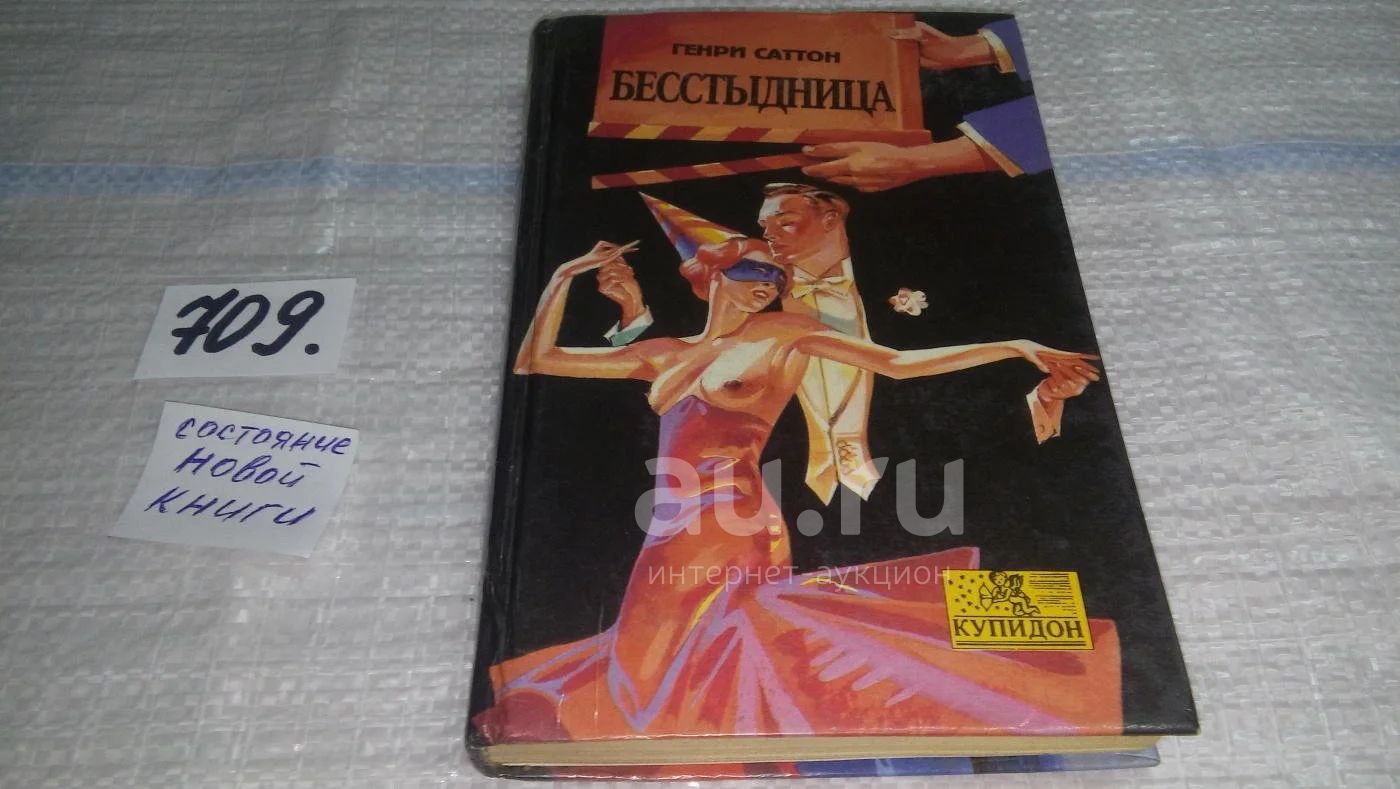 ГЕНРИ САТТОН
БЕССТЫДНИЦА
709.
состояние
новой
книги
au.ru
интернет-аукцион
КУПИДОН